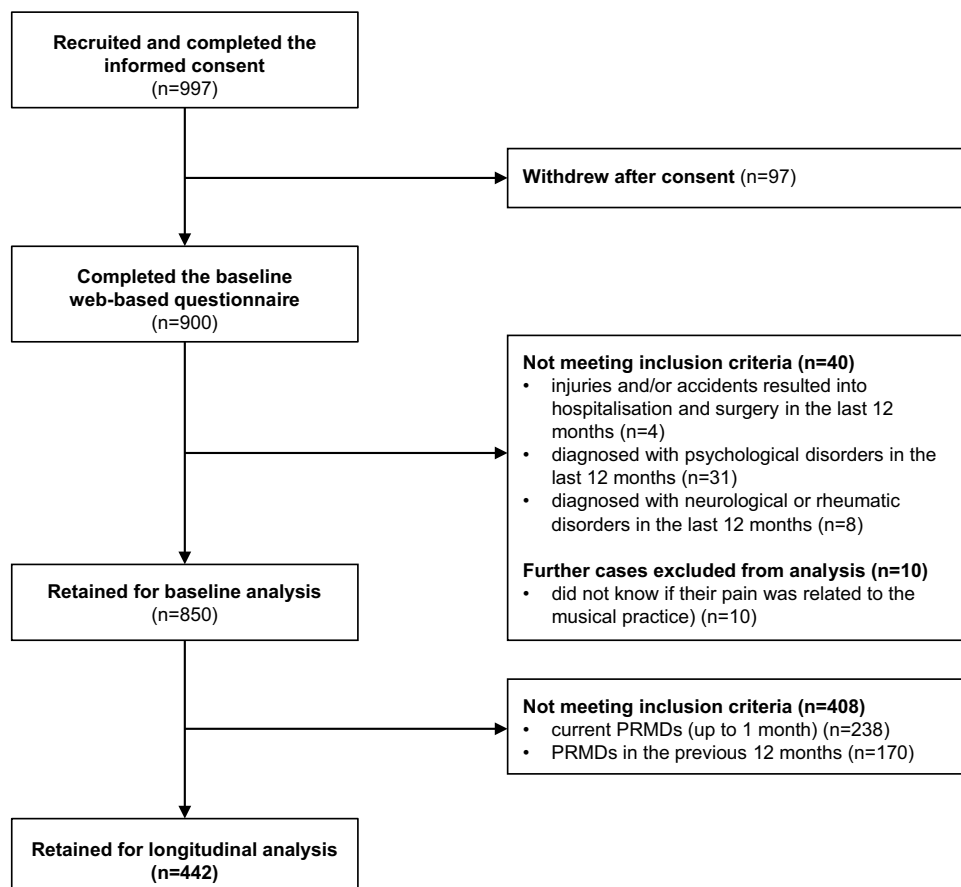 Recruited and completed the
informed consent
(n=997)
Withdrew after consent (n=97)
Completed the baseline
web-based questionnaire
(n=900)
Not meeting inclusion criteria (n=40)
• injuries and/or accidents resulted into
hospitalisation and surgery in the last 12
months (n=4)
• diagnosed with psychological disorders in the
last 12 months (n=31)
• diagnosed with neurological or rheumatic
disorders in the last 12 months (n=8)
Further cases excluded from analysis (n=10)
• did not know if their pain was related to the
musical practice) (n=10)
Retained for baseline analysis
(n=850)
Not meeting inclusion criteria (n=408)
• current PRMDs (up to 1 month) (n=238)
• PRMDs in the previous 12 months (n=170)
Retained for longitudinal analysis
(n=442)